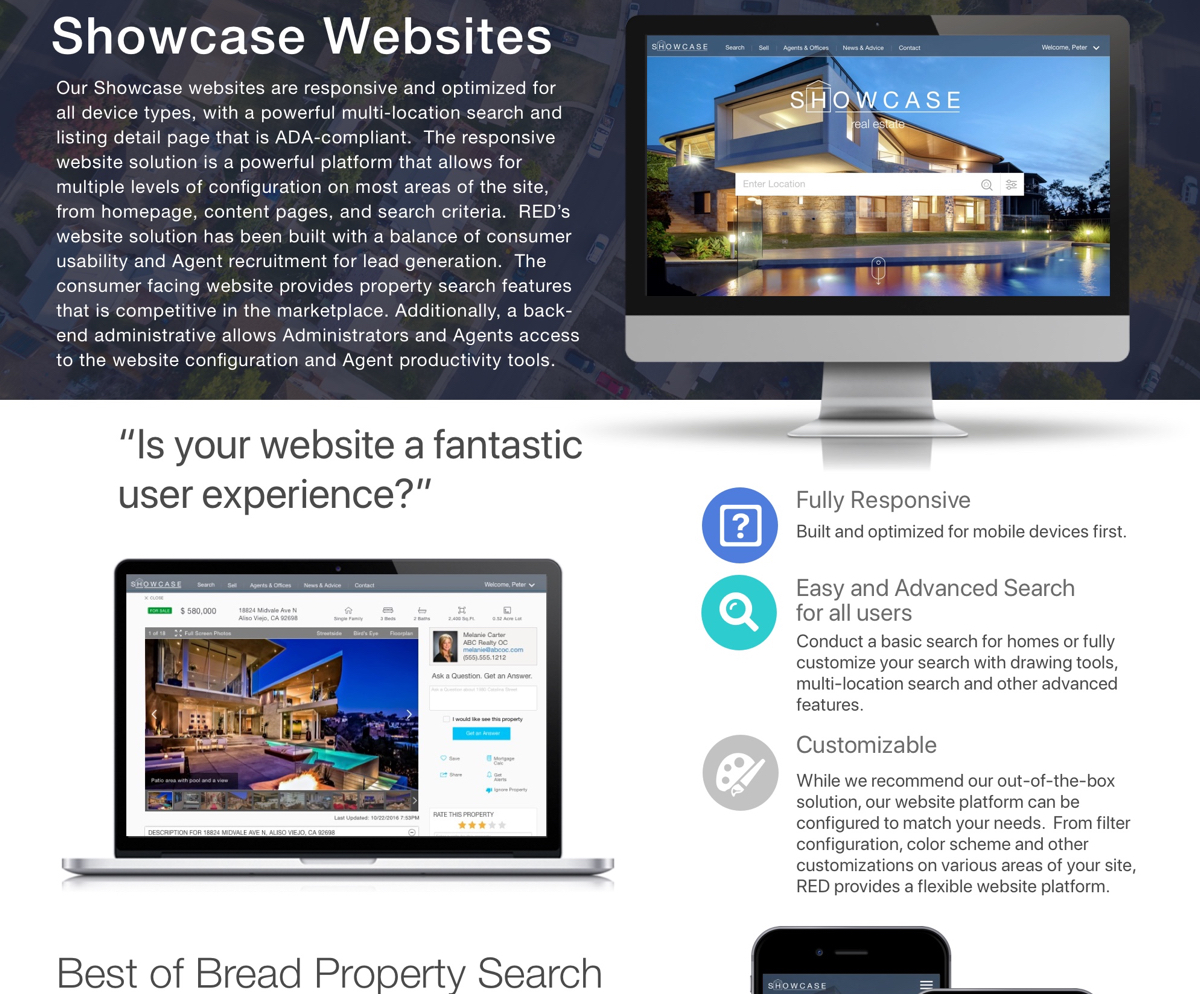 Showcase Websites
Our Showcase websites are responsive and optimized for
all device types, with a powerful multi-location search and
listing detail page that is ADA-compliant.  The responsive
website solution is a powerful platform that allows for
multiple levels of configuration on most areas of the site,
from homepage, content pages, and search criteria.  RED’s
website solution has been built with a balance of consumer
usability and Agent recruitment for lead generation.  The
consumer facing website provides property search features
that is competitive in the marketplace. Additionally, a back-
end administrative allows Administrators and Agents access
to the website configuration and Agent productivity tools.
SHOWCASE Search Sell Agents & Offices News & Advice Contact Welcome, Peter
SHOWCASE
real estate
Enter Location
“Is your website a fantastic
user experience?”
SHOWCASE Search Sell Agents & Offices News & Advice Contact Welcome, Peter
X CLOSE
FOR SALE $ 580,000
18824 Midvale Ave N
Aliso Viejo, CA 92698
Single Family 3 Beds 2 Baths 2,400 Sq.Ft. 0.52 Acre Lot
1 of 18 Full Screen Photos Streetside Bird's Eye Floorplan
Patio area with pool and a view
Last Updated: 10/22/2016 7:53PM
DESCRIPTION FOR 18824 MIDVALE AVE N, ALISO VIEJO, CA 92698
Melanie Carter
ABC Realty OC
melanie@abcoc.com
(555).555.1212
Ask a Question. Get an Answer.
I would like see this property
Get an Answer
Save
Mortgage
Calc
Share
Get
Alerts
Ignore Property
RATE THIS PROPERTY
Fully Responsive
Built and optimized for mobile devices first.
Easy and Advanced Search
for all users
Conduct a basic search for homes or fully
customize your search with drawing tools,
multi-location search and other advanced
features.
Customizable
While we recommend our out-of-the-box
solution, our website platform can be
configured to match your needs.  From filter
configuration, color scheme and other
customizations on various areas of your site,
RED provides a flexible website platform.
Best of Bread Property Search
SHOWCASE